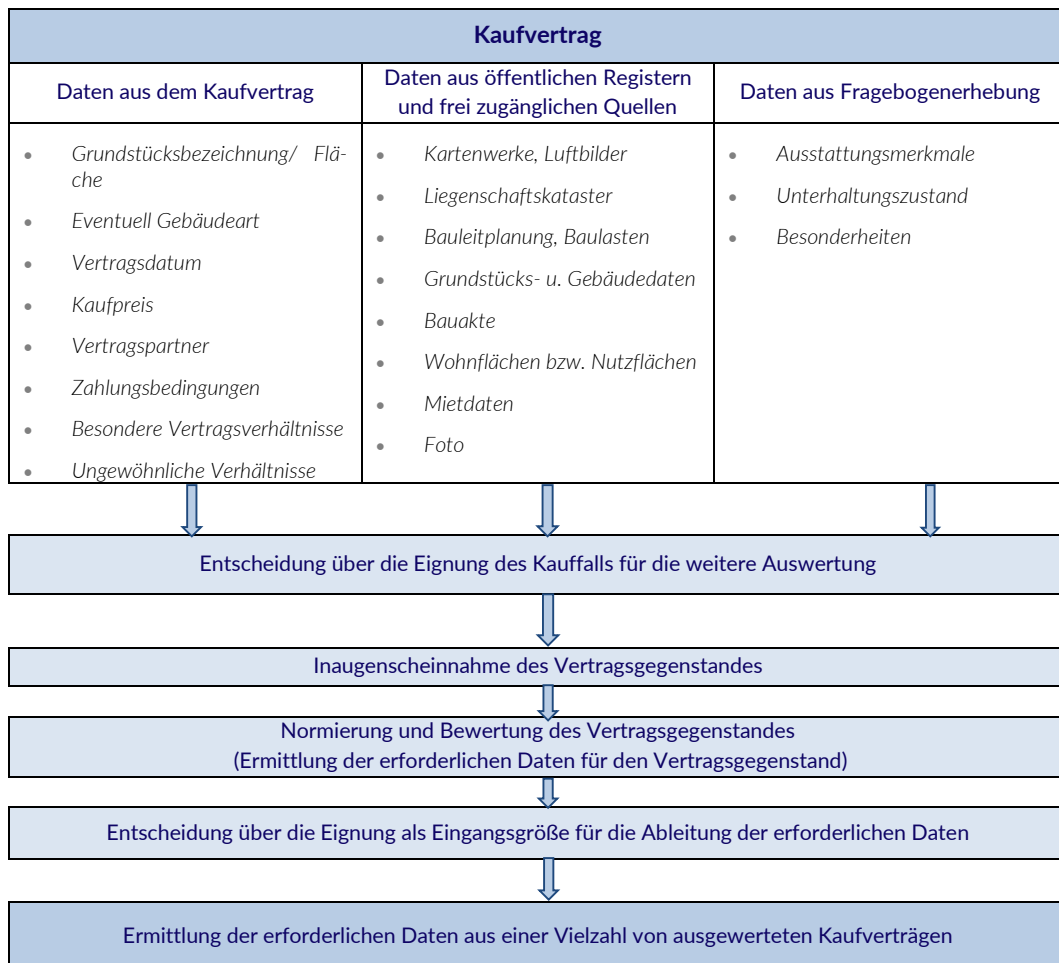 Kaufvertrag
Daten aus dem Kaufvertrag
Daten aus öffentlichen Registern
und frei zugänglichen Quellen
Daten aus Fragebogenerhebung
• Grundstücksbezeichnung/ Flä-
che
• Eventuell Gebäudeart
• Vertragsdatum
• Kaufpreis
• Vertragspartner
• Zahlungsbedingungen
• Besondere Vertragsverhältnisse
• Ungewöhnliche Verhältnisse
• Kartenwerke, Luftbilder
• Liegenschaftskataster
• Bauleitplanung, Baulasten
• Grundstücks- u. Gebäudedaten
• Bauakte
• Wohnflächen bzw. Nutzflächen
• Mietdaten
• Foto
• Ausstattungsmerkmale
• Unterhaltungszustand
• Besonderheiten
Entscheidung über die Eignung des Kauffalls für die weitere Auswertung
Inaugenscheinnahme des Vertragsgegenstandes
Normierung und Bewertung des Vertragsgegenstandes
(Ermittlung der erforderlichen Daten für den Vertragsgegenstand)
Entscheidung über die Eignung als Eingangsgröße für die Ableitung der erforderlichen Daten
Ermittlung der erforderlichen Daten aus einer Vielzahl von ausgewerteten Kaufverträgen